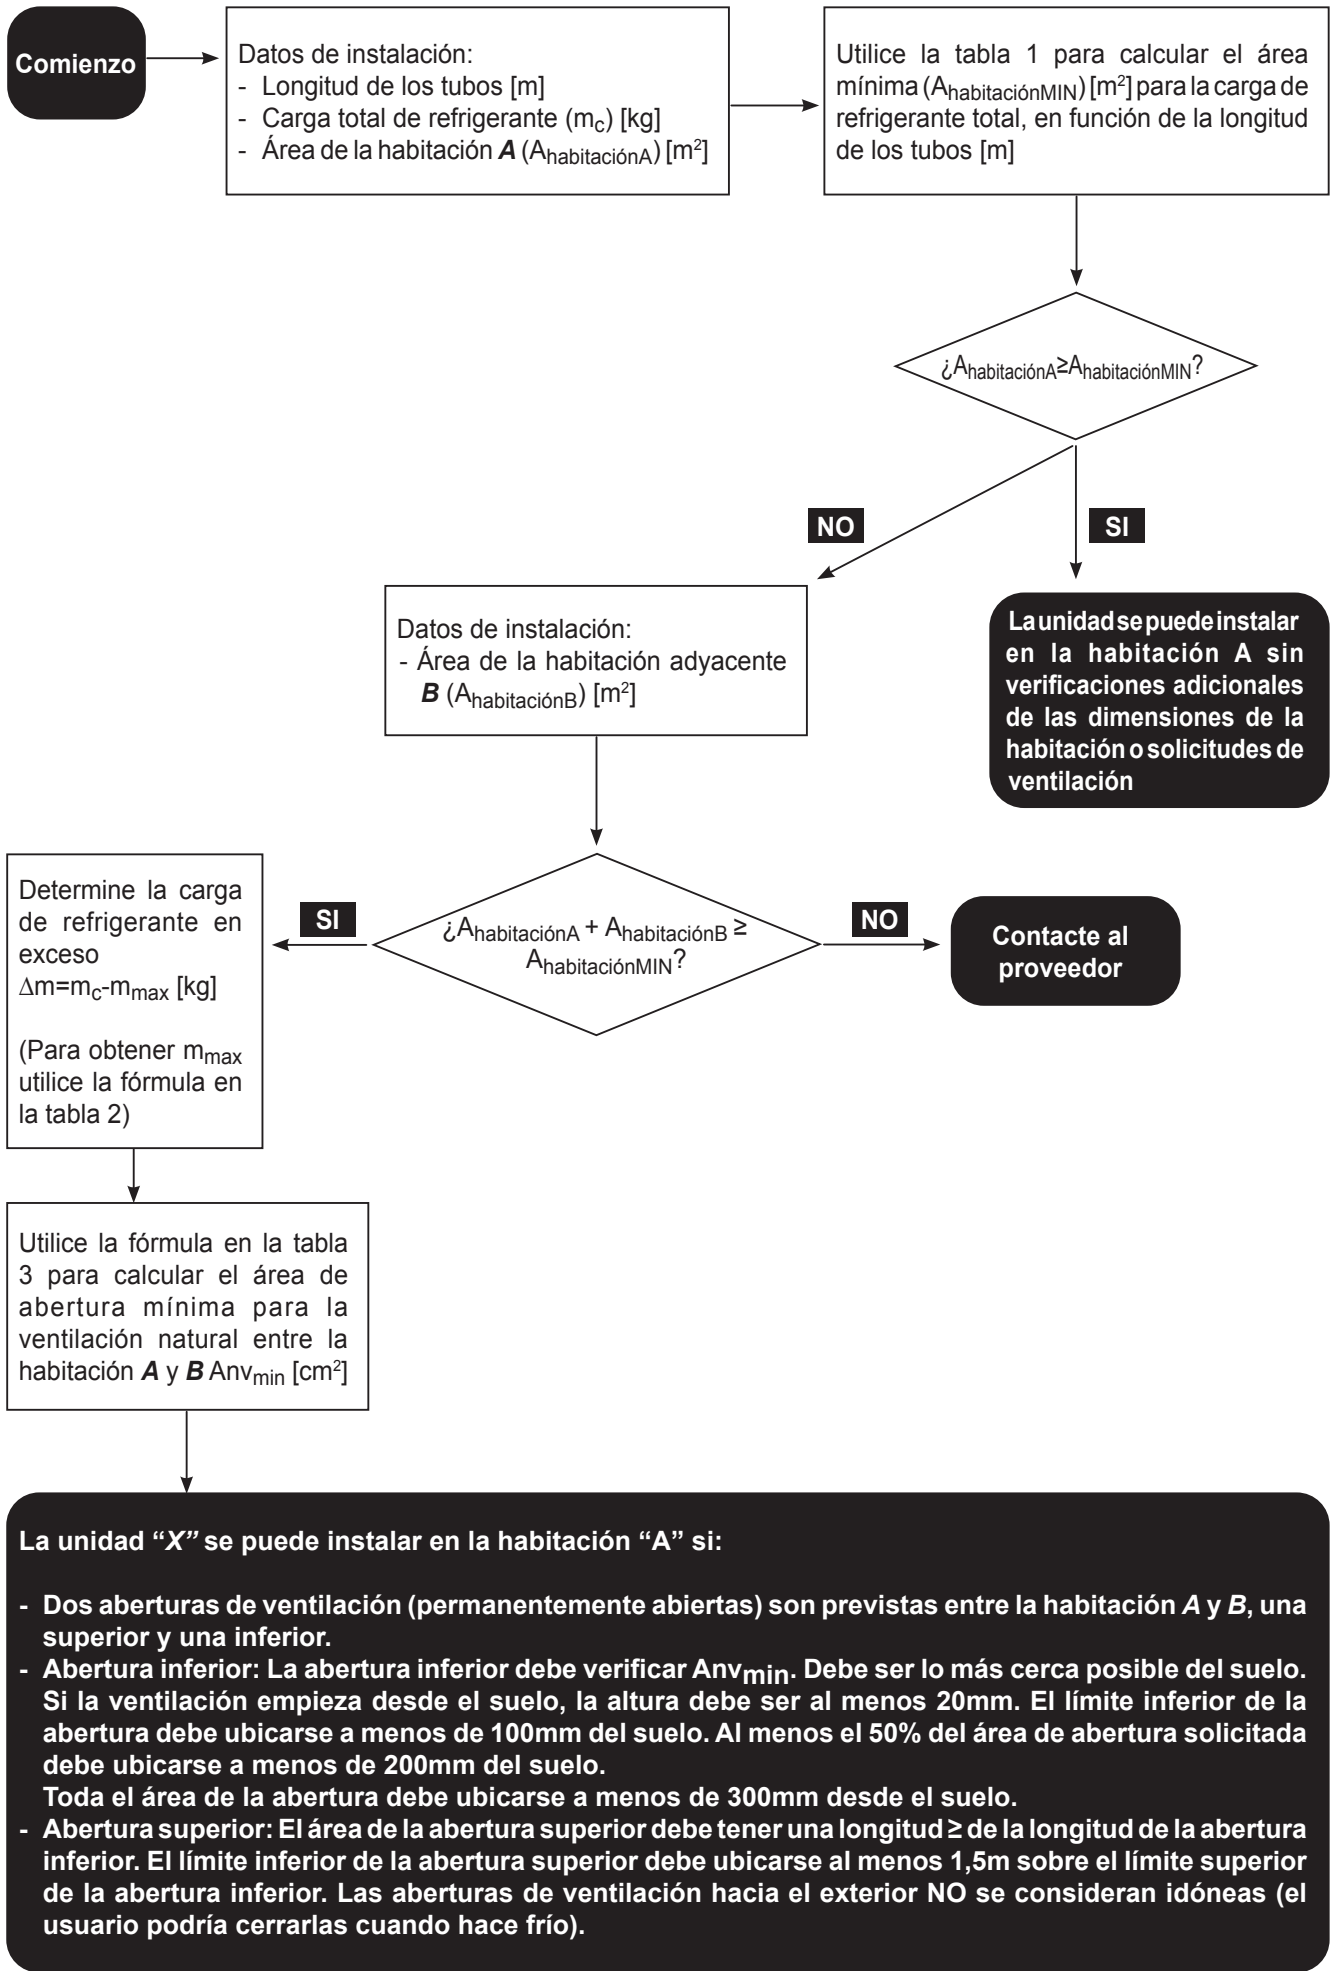 Comienzo
Datos de instalación:
- Longitud de los tubos [m]
- Carga total de refrigerante (mc) [kg]
- Área de la habitación A (AhabitaciónA) [m²]
Utilice la tabla 1 para calcular el área
mínima (AhabitaciónMIN) [m²] para la carga de
refrigerante total, en función de la longitud
de los tubos [m]
¿AhabitaciónA≥AhabitaciónMIN?
NO
SI
Datos de instalación:
- Área de la habitación adyacente
B (AhabitaciónB) [m²]
La unidad se puede instalar
en la habitación A sin
verificaciones adicionales
de las dimensiones de la
habitación o solicitudes de
ventilación
¿AhabitaciónA + AhabitaciónB ≥
AhabitaciónMIN?
SI
NO
Contacte al
proveedor
Determine la carga
de refrigerante en
exceso
∆m=mc-mmax [kg]
(Para obtener mmax
utilice la fórmula en
la tabla 2)
Utilice la fórmula en la tabla
3 para calcular el área de
abertura mínima para la
ventilación natural entre la
habitación A y B Anvmin [cm²]
La unidad “X” se puede instalar en la habitación “A” si:
- Dos aberturas de ventilación (permanentemente abiertas) son previstas entre la habitación A y B, una
superior y una inferior.
- Abertura inferior: La abertura inferior debe verificar Anvmin. Debe ser lo más cerca posible del suelo.
Si la ventilación empieza desde el suelo, la altura debe ser al menos 20mm. El límite inferior de la
abertura debe ubicarse a menos de 100mm del suelo. Al menos el 50% del área de abertura solicitada
debe ubicarse a menos de 200mm del suelo.
Toda el área de la abertura debe ubicarse a menos de 300mm desde el suelo.
- Abertura superior: El área de la abertura superior debe tener una longitud ≥ de la longitud de la abertura
inferior. El límite inferior de la abertura superior debe ubicarse al menos 1,5m sobre el límite superior
de la abertura inferior. Las aberturas de ventilación hacia el exterior NO se consideran idóneas (el
usuario podría cerrarlas cuando hace frío).